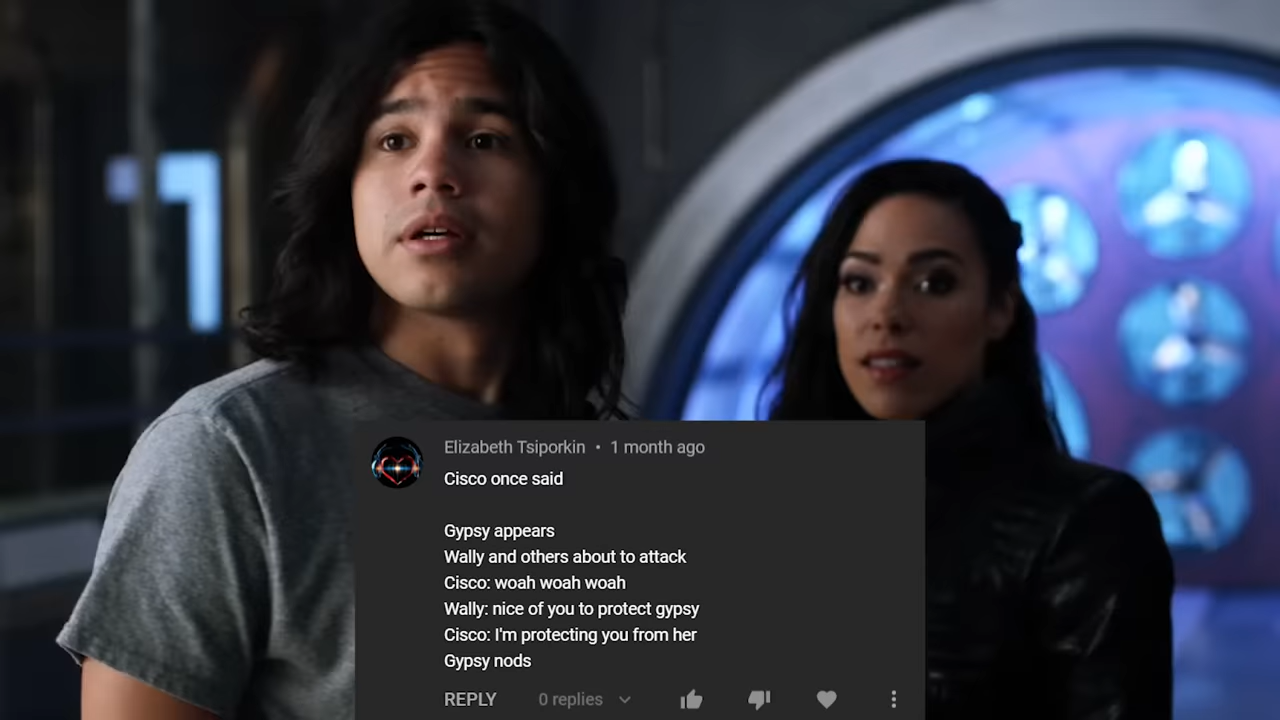 Elizabeth Tsiporkin • 1 month ago
Cisco once said
Gypsy appears
Wally and others about to attack
Cisco: woah woah woah
Wally: nice of you to protect gypsy
Cisco: I'm protecting you from her
Gypsy nods
REPLY 0 replies